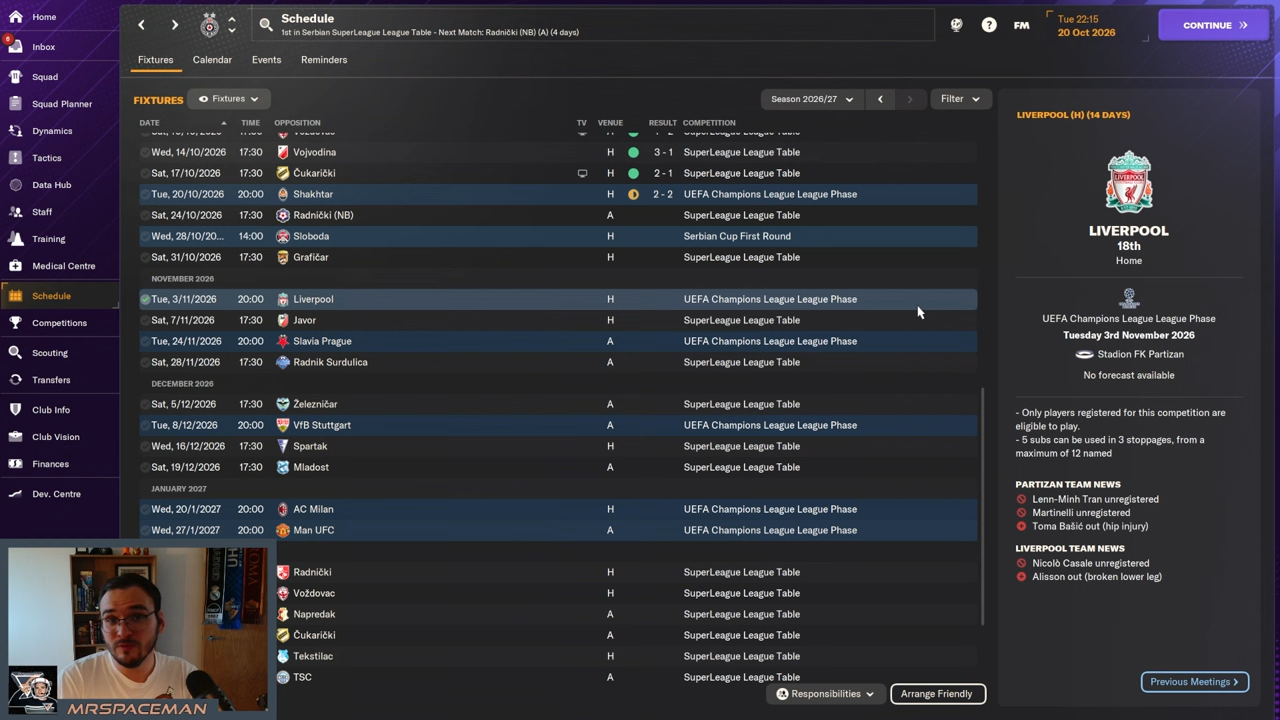 Home
Schedule
1st in Serbian SuperLeague League Table - Next Match: Radnički (NB) (A) (4 days)
FM
Tue 22:15
20 Oct 2026
CONTINUE
6
Inbox
Fixtures
Calendar
Events
Reminders
Squad
Squad Planner
Dynamics
Tactics
Data Hub
Staff
Training
Medical Centre
Schedule
Competitions
Scouting
Transfers
Club Info
Club Vision
Finances
Dev. Centre
FIXTURES
Fixtures
Season 2026/27
Filter
DATE TIME OPPOSITION TV VENUE RESULT COMPETITION
Wed, 14/10/2026 17:30 Vojvodina H 3 - 1 SuperLeague League Table
Sat, 17/10/2026 17:30 Čukarički H 2 - 1 SuperLeague League Table
Tue, 20/10/2026 20:00 Shakhtar H 2 - 2 UEFA Champions League League Phase
Sat, 24/10/2026 17:30 Radnički (NB) A SuperLeague League Table
Wed, 28/10/20... 14:00 Sloboda H Serbian Cup First Round
Sat, 31/10/2026 17:30 Grafičar H SuperLeague League Table
NOVEMBER 2026
Tue, 3/11/2026 20:00 Liverpool H UEFA Champions League League Phase
Sat, 7/11/2026 17:30 Javor H SuperLeague League Table
Tue, 24/11/2026 20:00 Slavia Prague A UEFA Champions League League Phase
Sat, 28/11/2026 17:30 Radnik Surdulica A SuperLeague League Table
DECEMBER 2026
Sat, 5/12/2026 17:30 Železničar A SuperLeague League Table
Tue, 8/12/2026 20:00 VfB Stuttgart A UEFA Champions League League Phase
Wed, 16/12/2026 17:30 Spartak H SuperLeague League Table
Sat, 19/12/2026 17:30 Mladost A SuperLeague League Table
JANUARY 2027
Wed, 20/1/2027 20:00 AC Milan H UEFA Champions League League Phase
Wed, 27/1/2027 20:00 Man UFC A UEFA Champions League League Phase
Radnički H SuperLeague League Table
Voždovac H SuperLeague League Table
Napredak A SuperLeague League Table
Čukarički A SuperLeague League Table
Tekstilac H SuperLeague League Table
TSC A SuperLeague League Table
Responsibilities
Arrange Friendly
LIVERPOOL (H) (14 DAYS)
LIVERPOOL
18th
Home
UEFA Champions League League Phase
Tuesday 3rd November 2026
Stadion FK Partizan
No forecast available
- Only players registered for this competition are
eligible to play.
- 5 subs can be used in 3 stoppages, from a
maximum of 12 named
PARTIZAN TEAM NEWS
Lenn-Minh Tran unregistered
Martinelli unregistered
Toma Bašić out (hip injury)
LIVERPOOL TEAM NEWS
Nicolò Casale unregistered
Alisson out (broken lower leg)
Previous Meetings
MRSPACEMAN